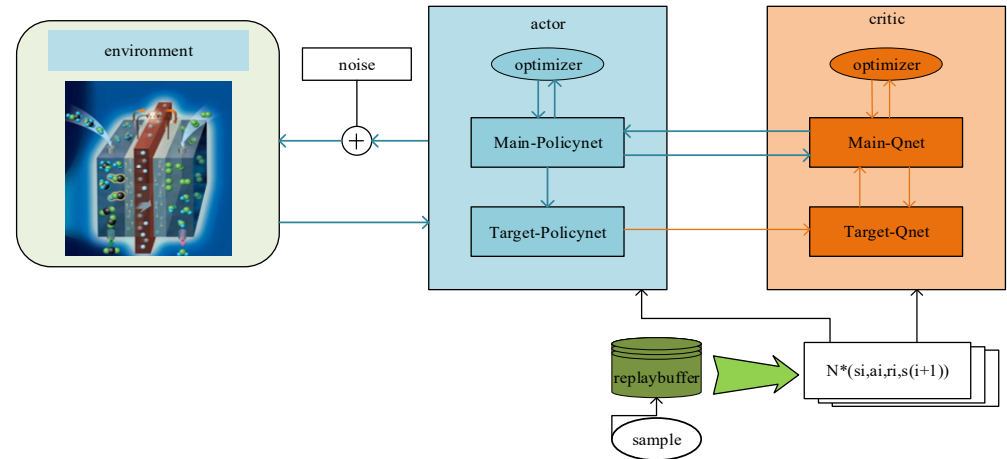 actor
critic
environment
noise
optimizer
optimizer
Main-Policynet
Main-Qnet
Target-Policynet
Target-Qnet
replaybuffer
N*(si,ai,ri,s(i+1))
sample